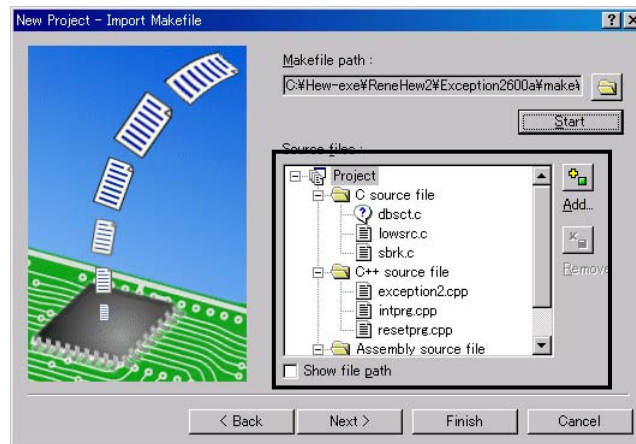 New Project - Import Makefile
Makefile path :
C:¥Hew-exe¥ReneHew2¥Exception2600a¥make¥
Start
Source files :
Project
C source file
dbsct.c
lowsrc.c
sbrk.c
C++ source file
exception2.cpp
intprg.cpp
resetprg.cpp
Assembly source file
Add...
Remove
Show file path
< Back
Next >
Finish
Cancel